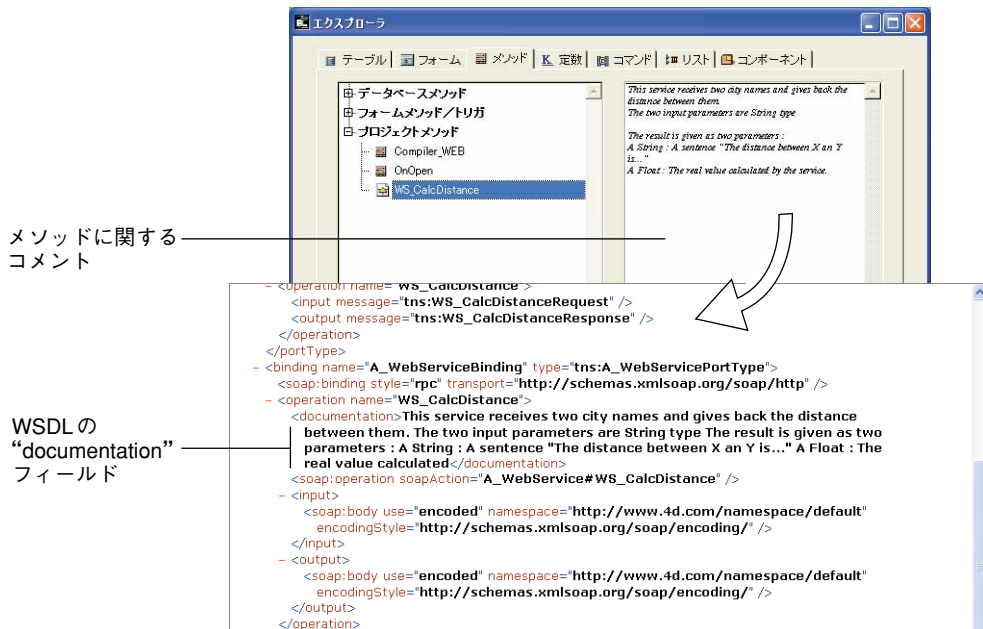 エクスプローラ
テーブル フォーム メソッド K 定数 コマンド リスト コンポーネント
データベースメソッド
フォームメソッド／トリガ
プロジェクトメソッド
Compiler_WEB
OnOpen
WS_CalcDistance
This service receives two city names and gives back the
distance between them.
The two input parameters are String type
The result is given as two parameters :
A String : A sentence "The distance between X an Y
is..."
A Float : The real value calculated by the service.
メソッドに関する
コメント
- <operation name="WS_CalcDistance">
<input message="tns:WS_CalcDistanceRequest" />
<output message="tns:WS_CalcDistanceResponse" />
</operation>
</portType>
- <binding name="A_WebServiceBinding" type="tns:A_WebServicePortType">
<soap:binding style="rpc" transport="http://schemas.xmlsoap.org/soap/http" />
- <operation name="WS_CalcDistance">
<documentation>This service receives two city names and gives back the distance
between them. The two input parameters are String type The result is given as two
parameters : A String : A sentence "The distance between X an Y is..." A Float : The
real value calculated</documentation>
<soap:operation soapAction="A_WebService#WS_CalcDistance" />
- <input>
<soap:body use="encoded" namespace="http://www.4d.com/namespace/default"
encodingStyle="http://schemas.xmlsoap.org/soap/encoding/" />
</input>
- <output>
<soap:body use="encoded" namespace="http://www.4d.com/namespace/default"
encodingStyle="http://schemas.xmlsoap.org/soap/encoding/" />
</output>
</operation>
WSDLの
“documentation”
フィールド